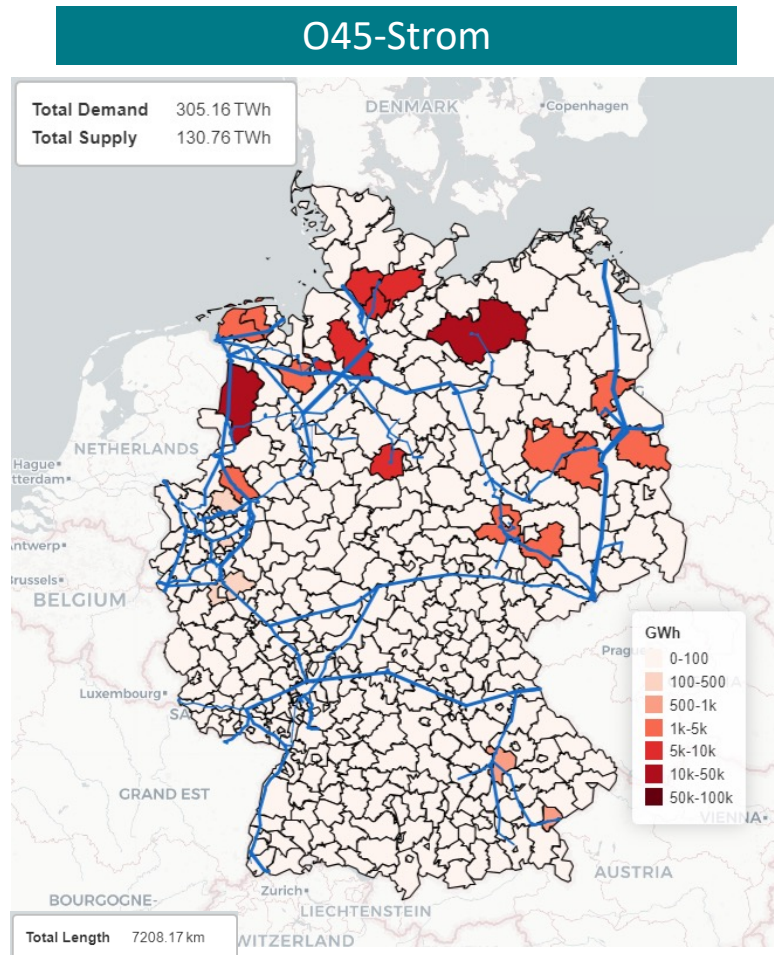 O45-Strom
Total Demand 305.16 TWh
Total Supply 130.76 TWh
DENMARK
Copenhagen
NETHERLANDS
Hague
tterdam
Antwerp
Brussels
BELGIUM
Luxembourg
SA
GRAND EST
Prague
GWh
0-100
100-500
500-1k
1k-5k
5k-10k
10k-50k
50k-100k
VIENNA
AUSTRIA
Zurich
BOURGOGNE-
LIECHTENSTEIN
WITZERLAND
Total Length 7208.17 km